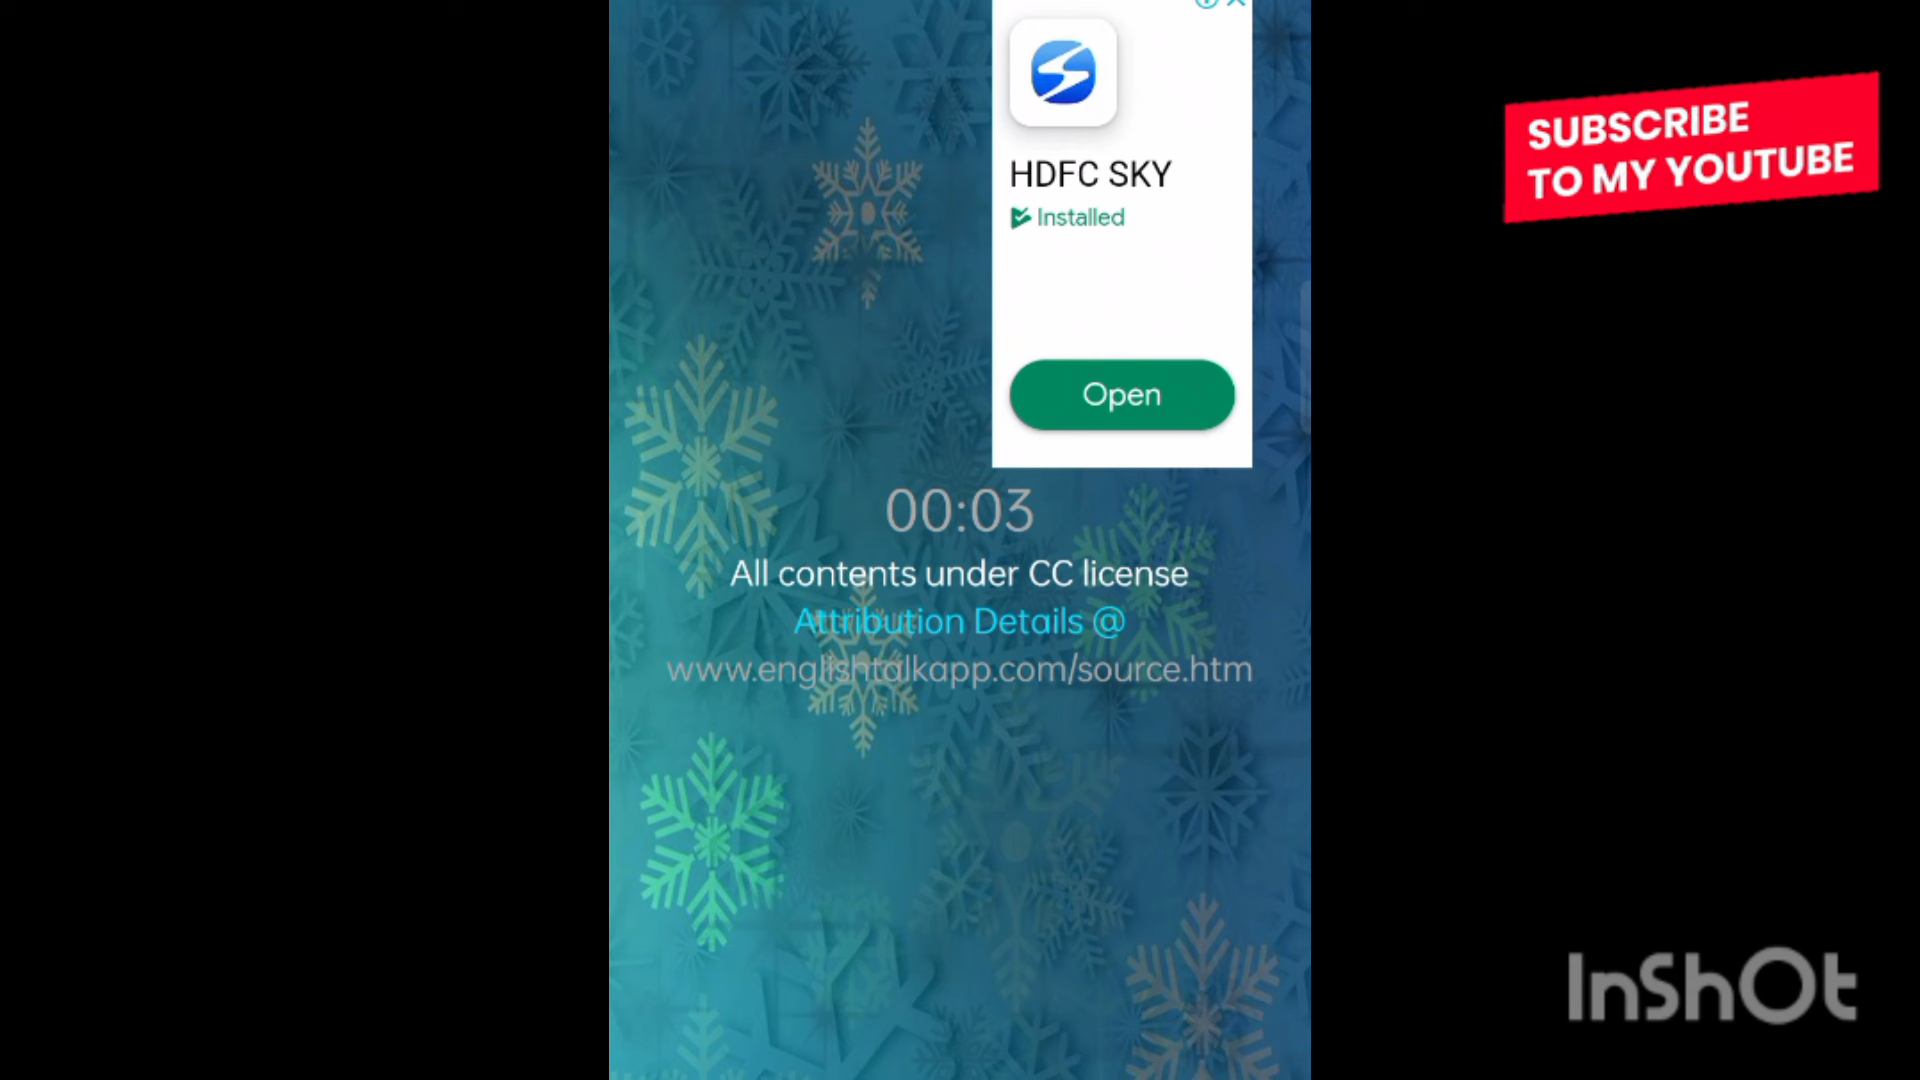 HDFC SKY
Installed
Open
00:03
All contents under CC license
Attribution Details @
www.englishtalkapp.com/source.htm
SUBSCRIBE
TO MY YOUTUBE
InShOt